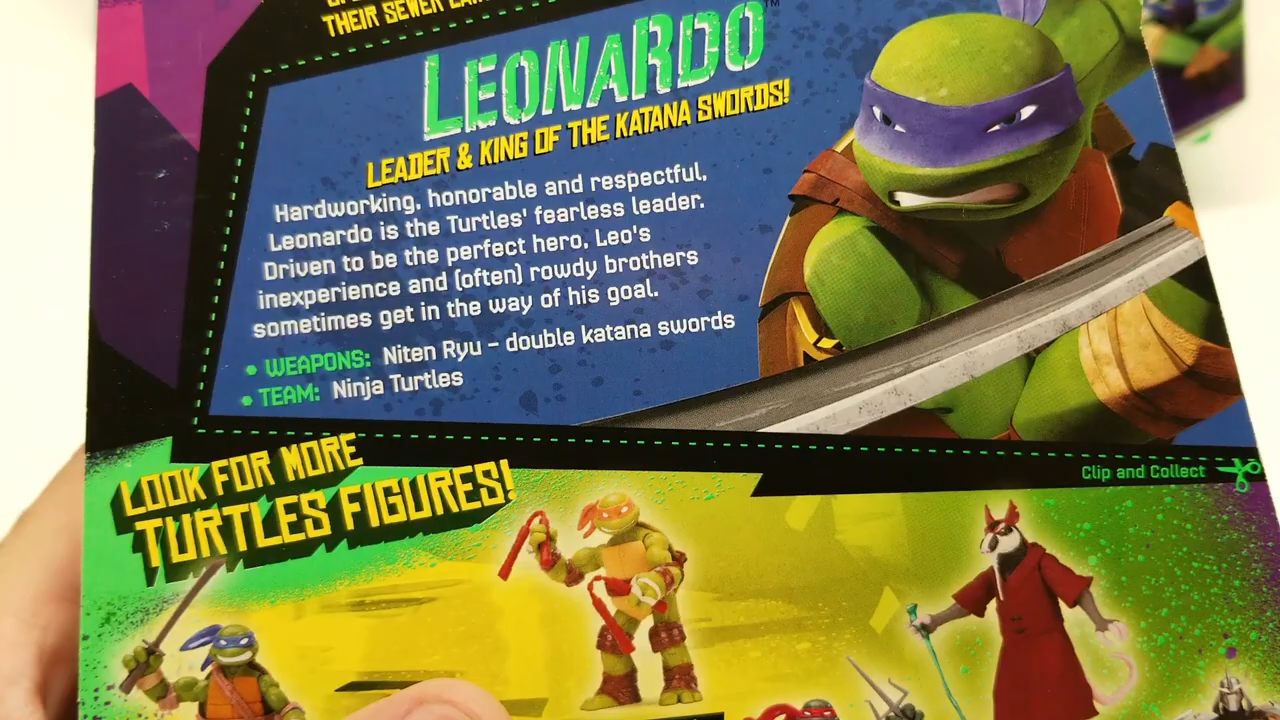 THEIR SEWER
LEONARDO™
LEADER & KING OF THE KATANA SWORDS!
Hardworking, honorable and respectful,
Leonardo is the Turtles' fearless leader.
Driven to be the perfect hero, Leo's
inexperience and (often) rowdy brothers
sometimes get in the way of his goal.
• WEAPONS: Niten Ryu - double katana swords
• TEAM: Ninja Turtles
Clip and Collect
LOOK FOR MORE
TURTLES FIGURES!